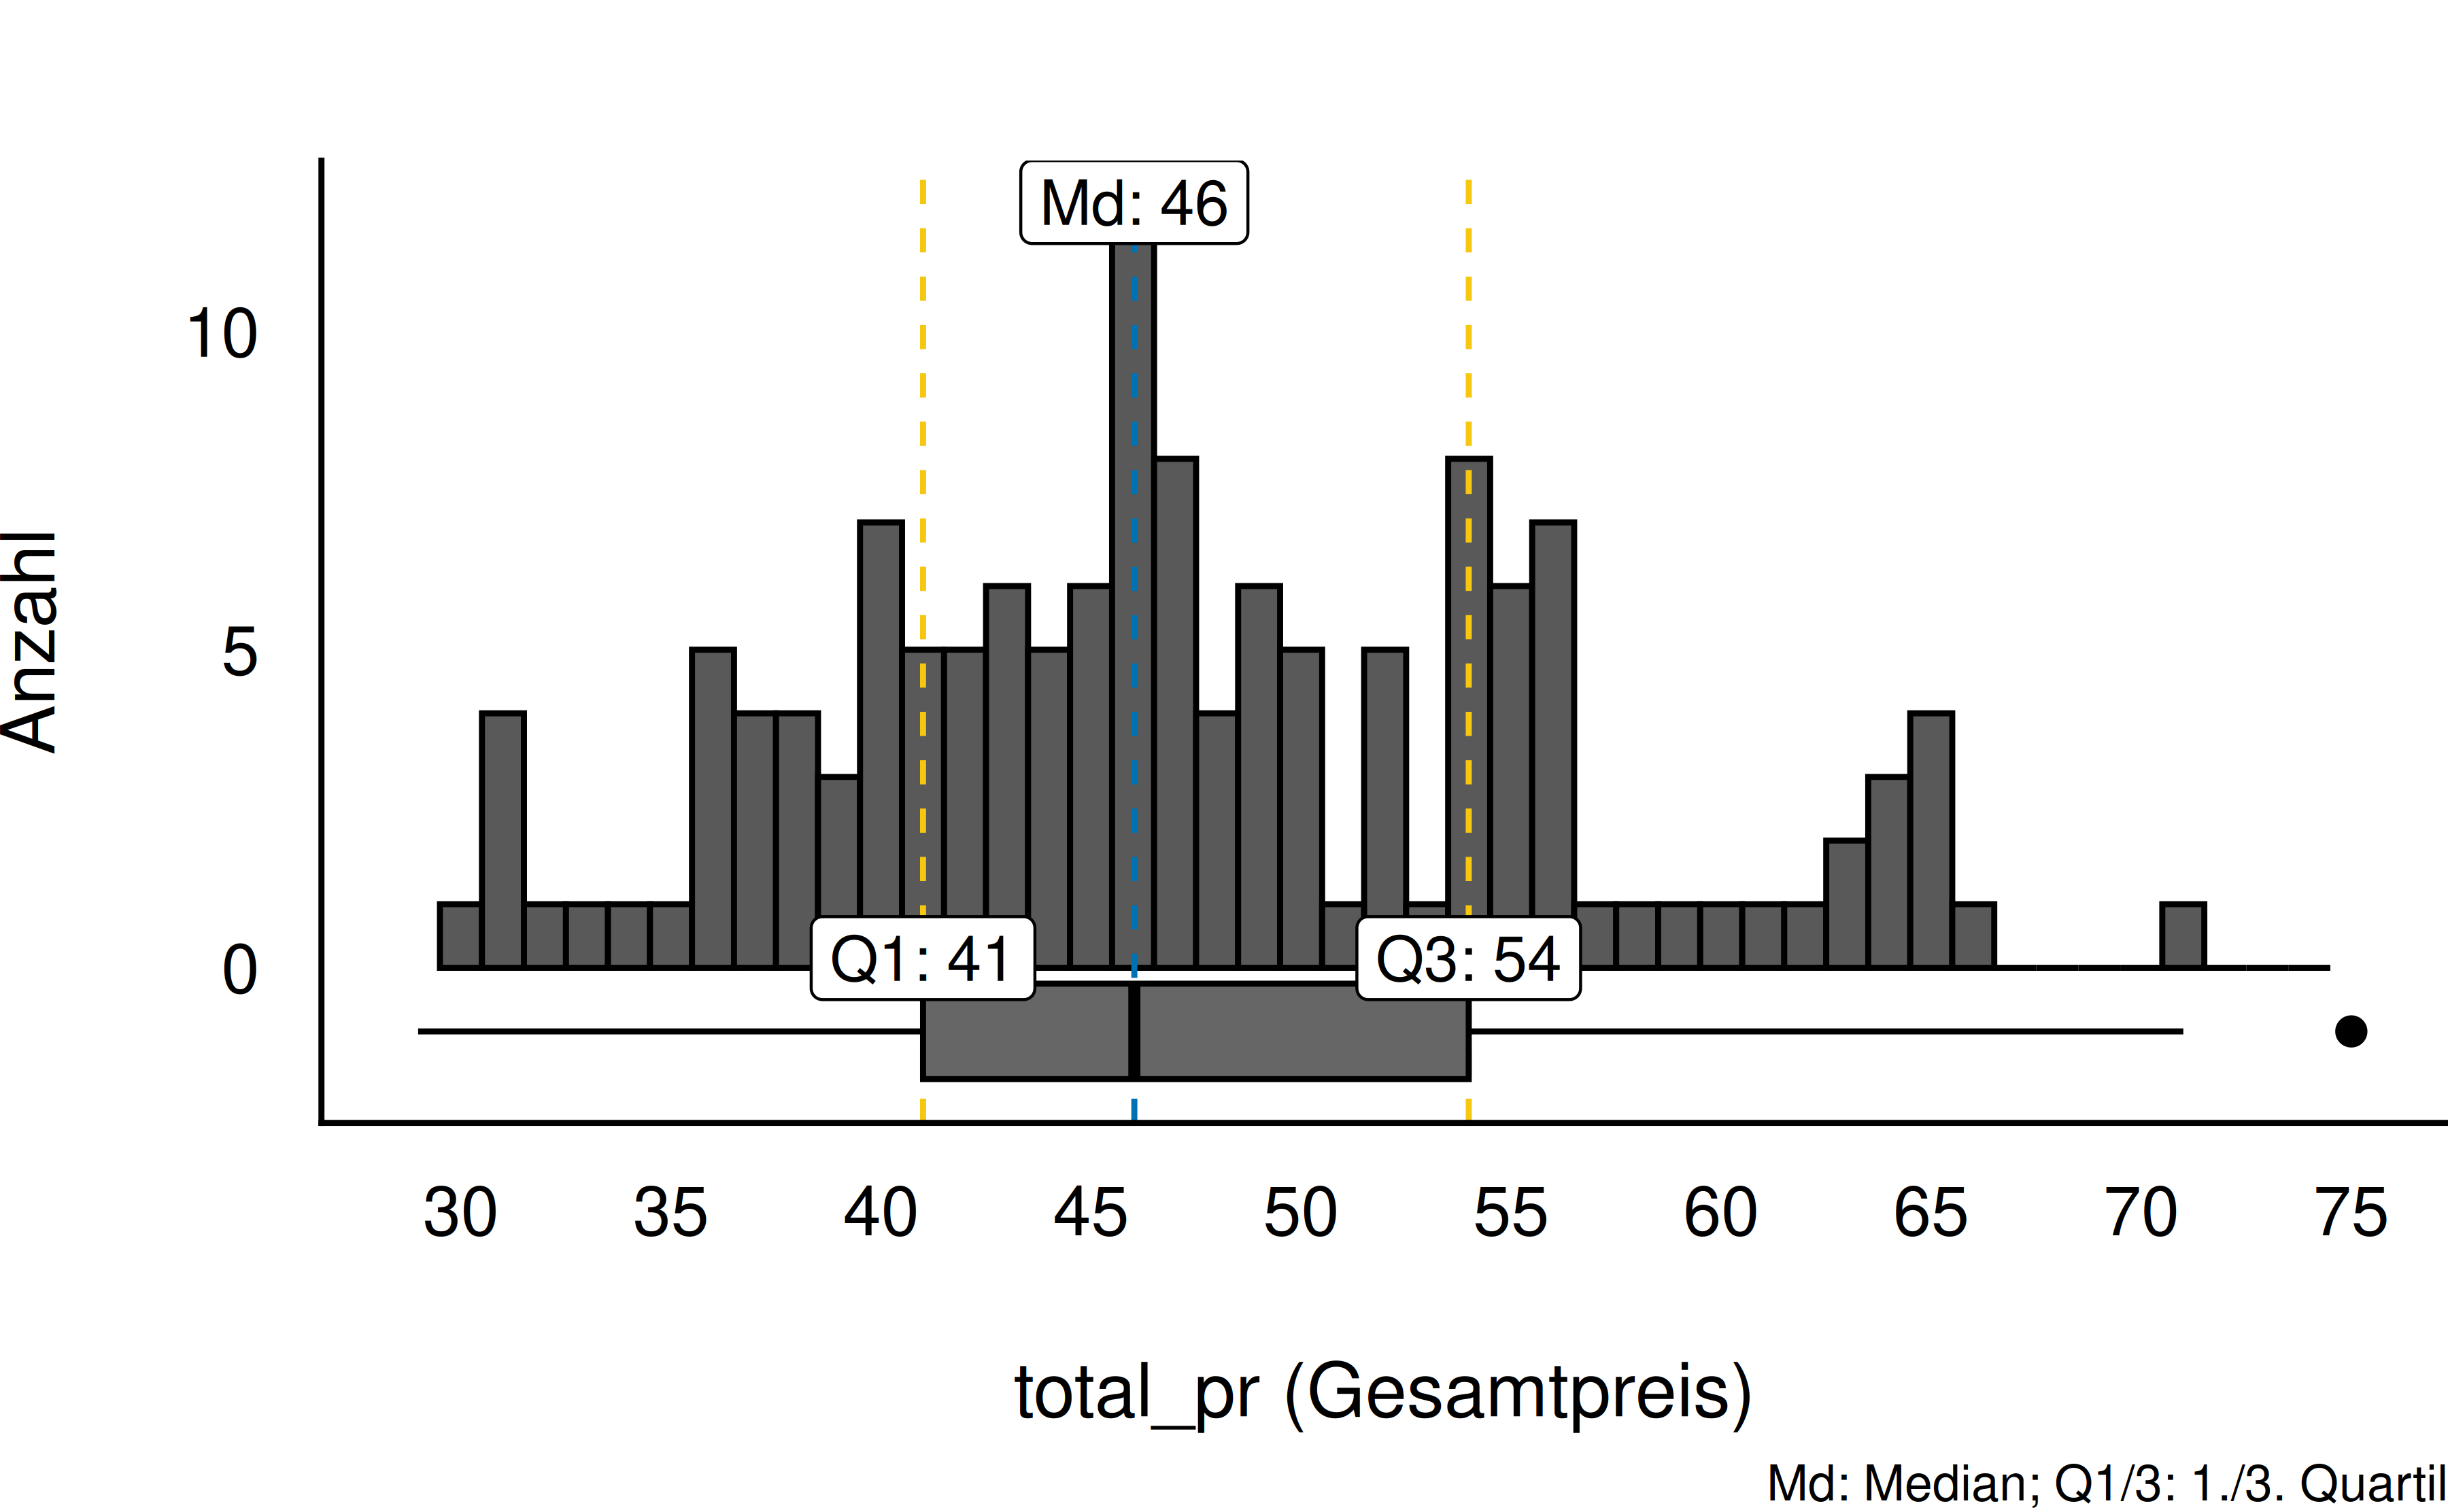 Md: 46
10
5
0
Anzahl
Q1: 41
Q3: 54
30 35 40 45 50 55 60 65 70 75
total_pr (Gesamtpreis)
Md: Median; Q1/3: 1./3. Quartil